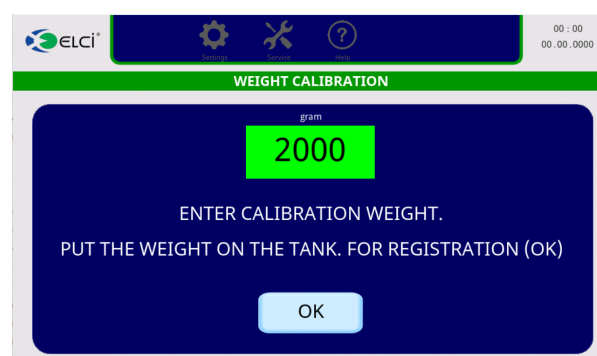 ELCi
Settings
Service
Help
00 : 00
00.00.0000
WEIGHT CALIBRATION
gram
2000
ENTER CALIBRATION WEIGHT.
PUT THE WEIGHT ON THE TANK. FOR REGISTRATION (OK)
OK